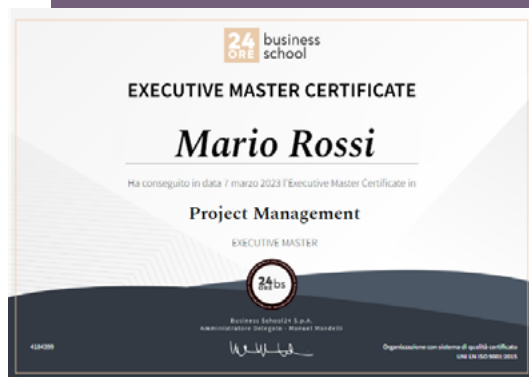 24 business
ORE school
EXECUTIVE MASTER CERTIFICATE
Mario Rossi
Ha conseguito in data 7 marzo 2023 l'Executive Master Certificate in
Project Management
EXECUTIVE MASTER
24 ORE bs
Business School24 S.p.A.
Amministratore Delegato - Manuel Mandelli
Organizzazione con sistema di qualità certificato
UNI EN ISO 9001:2015